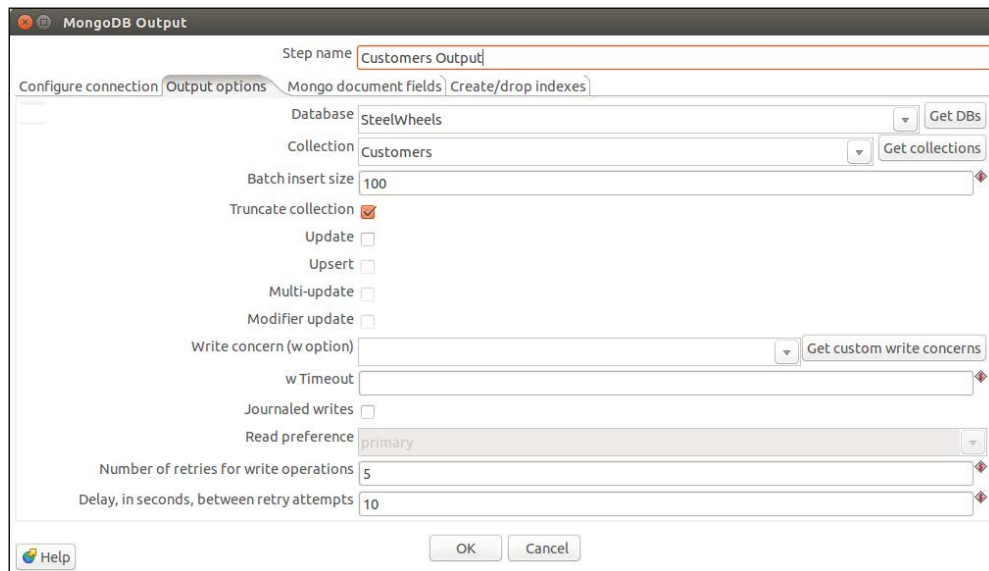 MongoDB Output
Step name Customers Output
Configure connection Output options Mongo document fields Create/drop indexes
Database SteelWheels Get DBs
Collection Customers Get collections
Batch insert size 100
Truncate collection
Update
Upsert
Multi-update
Modifier update
Write concern (w option) Get custom write concerns
w Timeout
Journaled writes
Read preference primary
Number of retries for write operations 5
Delay, in seconds, between retry attempts 10
Help OK Cancel